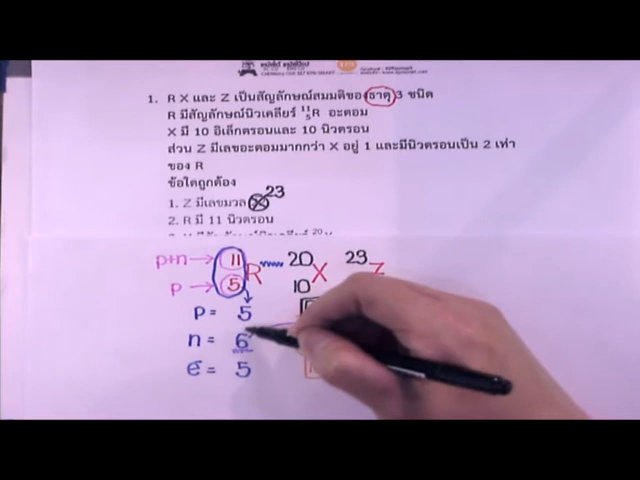 1. R X และ Z เป็นสัญลักษณ์สมมติของธาตุ 3 ชนิด
R มีสัญลักษณ์นิวเคลียร์ ¹¹₅R อะตอม
X มี 10 อิเล็กตรอนและ 10 นิวตรอน
ส่วน Z มีเลขอะตอมมากกว่า X อยู่ 1 และมีนิวตรอนเป็น 2 เท่า
ของ R
ข้อใดถูกต้อง
1. Z มีเลขมวล 23
2. R มี 11 นิวตรอน
p+n → 11 R 20 X 23 Z
p → 5 10
p = 5
n = 6
e = 5